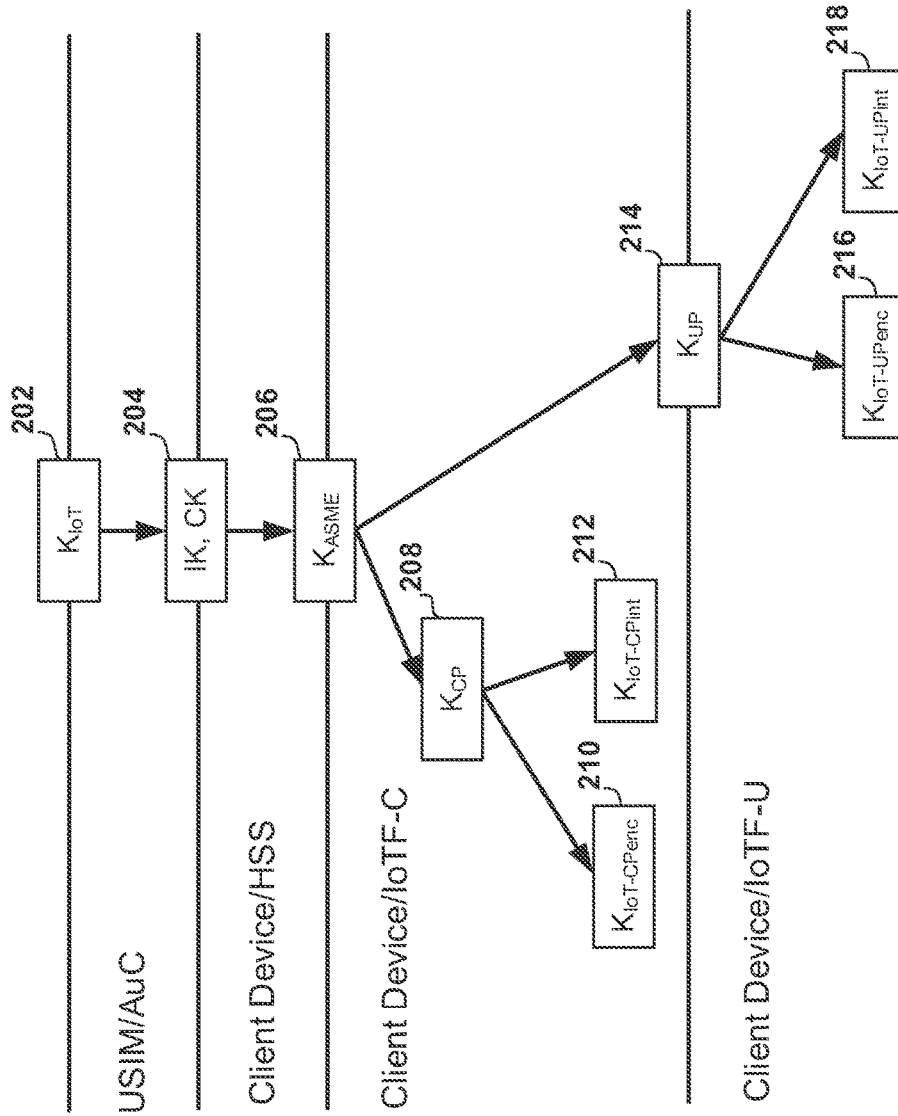 202
K_IoT
USIM/AuC
204
IK, CK
Client Device/HSS
206
K_ASME
Client Device/IoTF-C
208
K_CP
210
K_IoT-CPenc
212
K_IoT-CPint
214
K_UP
Client Device/IoTF-U
216
K_IoT-UPenc
218
K_IoT-UPint